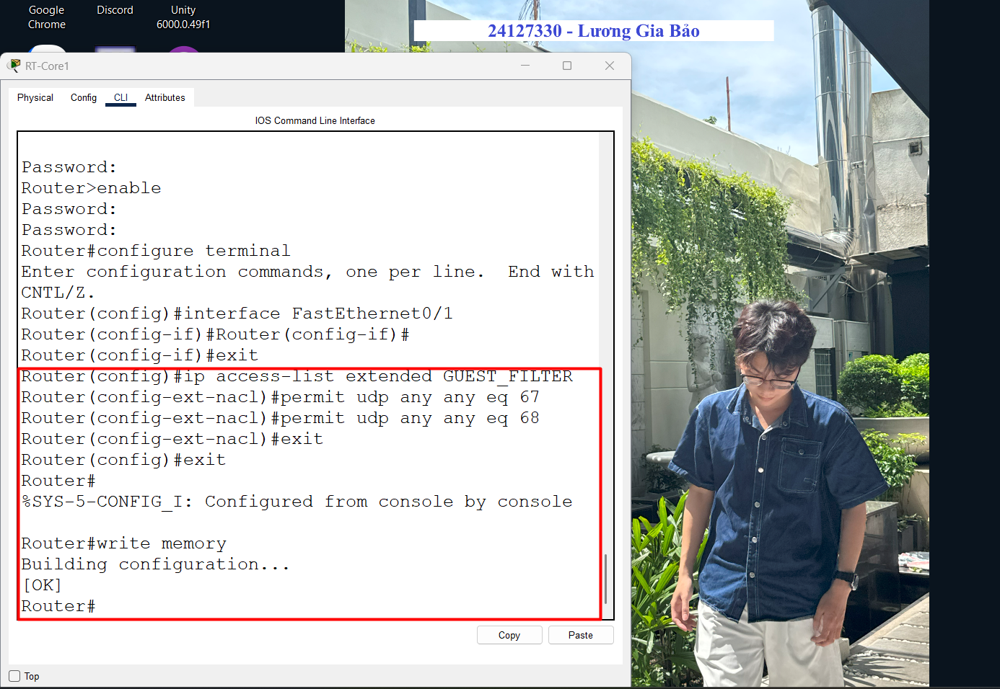 Google
Chrome
Discord
Unity
6000.0.49f1
24127330 - Lương Gia Bảo
RT-Core1
Physical Config CLI Attributes
IOS Command Line Interface
Password:
Router>enable
Password:
Password:
Router#configure terminal
Enter configuration commands, one per line.  End with
CNTL/Z.
Router(config)#interface FastEthernet0/1
Router(config-if)#Router(config-if)#
Router(config-if)#exit
Router(config)#ip access-list extended GUEST_FILTER
Router(config-ext-nacl)#permit udp any any eq 67
Router(config-ext-nacl)#permit udp any any eq 68
Router(config-ext-nacl)#exit
Router(config)#exit
Router#
%SYS-5-CONFIG_I: Configured from console by console
Router#write memory
Building configuration...
[OK]
Router#
Copy Paste
Top